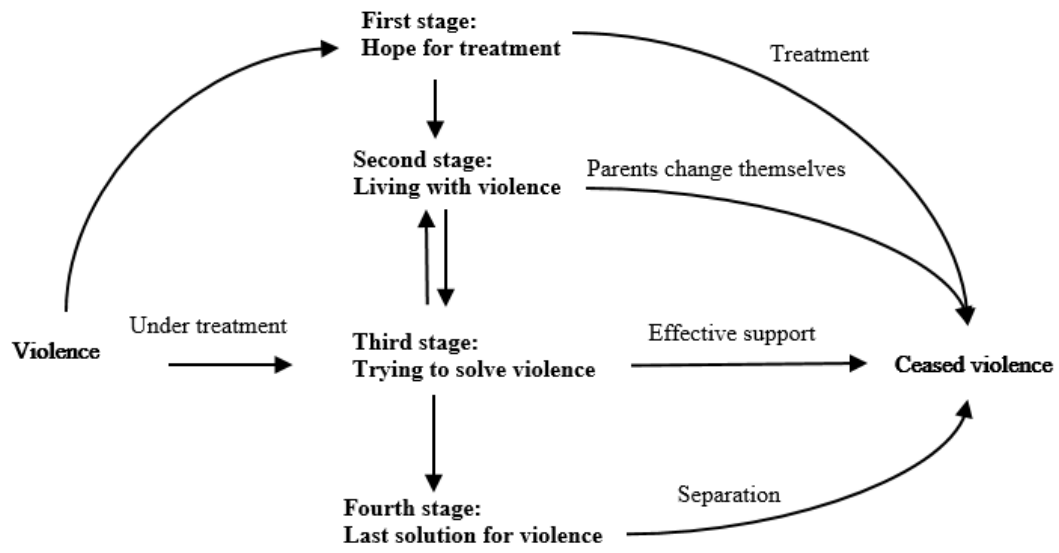 First stage:
Hope for treatment
Treatment
Second stage:
Living with violence
Parents change themselves
Under treatment
Violence
Third stage:
Trying to solve violence
Effective support
Ceased violence
Fourth stage:
Last solution for violence
Separation